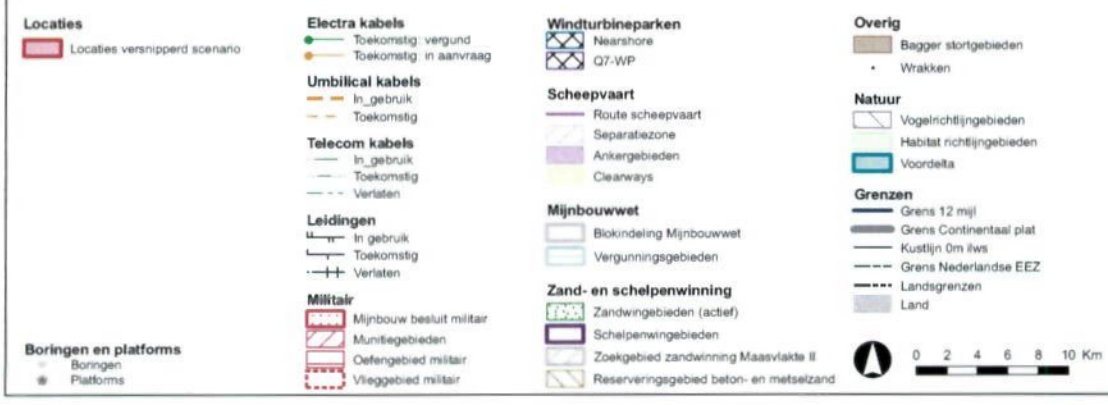 Locaties
Locaties versnipperd scenario
Boringen en platforms
Boringen
Platforms
Electra kabels
Toekomstig: vergund
Toekomstig: in aanvraag
Umbilical kabels
In_gebruik
Toekomstig
Telecom kabels
In_gebruik
Toekomstig
Verlaten
Leidingen
In gebruik
Toekomstig
Verlaten
Militair
Mijnbouw besluit militair
Munitiegebieden
Oefengebied militair
Vlieggebied militair
Windturbineparken
Nearshore
Q7-WP
Scheepvaart
Route scheepvaart
Separatiezone
Ankergebieden
Clearways
Mijnbouwwet
Blokindeling Mijnbouwwet
Vergunningsgebieden
Zand- en schelpenwinning
Zandwingebieden (actief)
Schelpenwingebieden
Zoekgebied zandwinning Maasvlakte II
Reserveringsgebied beton- en metselzand
Overig
Bagger stortgebieden
Wrakken
Natuur
Vogelrichtlijngebieden
Habitat richtlijngebieden
Voordelta
Grenzen
Grens 12 mijl
Grens Continentaal plat
Kustlijn 0m ilws
Grens Nederlandse EEZ
Landsgrenzen
Land
0 2 4 6 8 10 Km